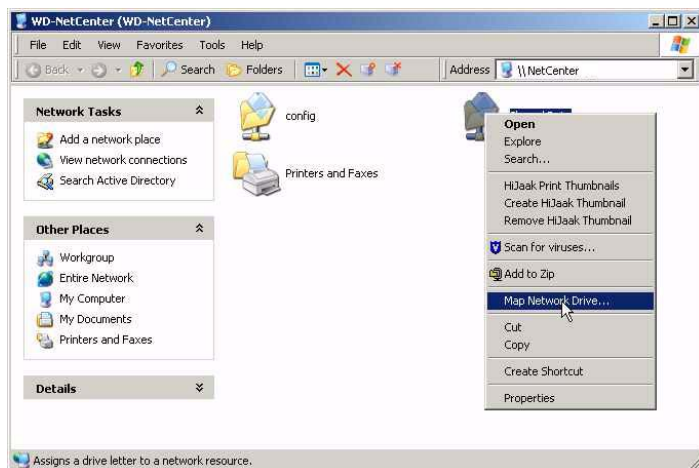 WD-NetCenter (WD-NetCenter)
File Edit View Favorites Tools Help
Back Search Folders Address \\NetCenter
Network Tasks
Add a network place
View network connections
Search Active Directory
Other Places
Workgroup
Entire Network
My Computer
My Documents
Printers and Faxes
Details
config
Printers and Faxes
Open
Explore
Search...
HiJaak Print Thumbnails
Create HiJaak Thumbnail
Remove HiJaak Thumbnail
Scan for viruses...
Add to Zip
Map Network Drive...
Cut
Copy
Create Shortcut
Properties
Assigns a drive letter to a network resource.